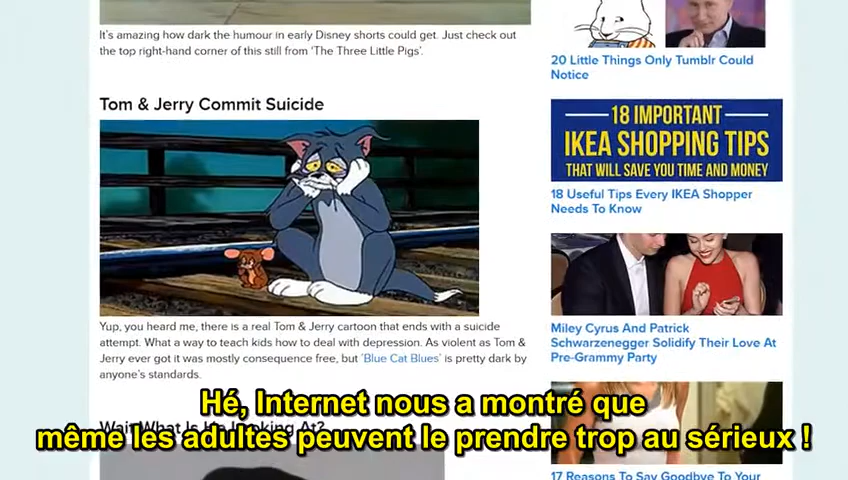 It's amazing how dark the humour in early Disney shorts could get. Just check out
the top right-hand corner of this still from 'The Three Little Pigs'.
Tom & Jerry Commit Suicide
Yup, you heard me, there is a real Tom & Jerry cartoon that ends with a suicide
attempt. What a way to teach kids how to deal with depression. As violent as Tom &
Jerry ever got it was mostly consequence free, but 'Blue Cat Blues' is pretty dark by
anyone's standards.
Wait What Is He Looking At?
20 Little Things Only Tumblr Could
Notice
18 IMPORTANT
IKEA SHOPPING TIPS
THAT WILL SAVE YOU TIME AND MONEY
18 Useful Tips Every IKEA Shopper
Needs To Know
Miley Cyrus And Patrick
Schwarzenegger Solidify Their Love At
Pre-Grammy Party
17 Reasons To Say Goodbye To Your
Hé, Internet nous a montré que
même les adultes peuvent le prendre trop au sérieux !